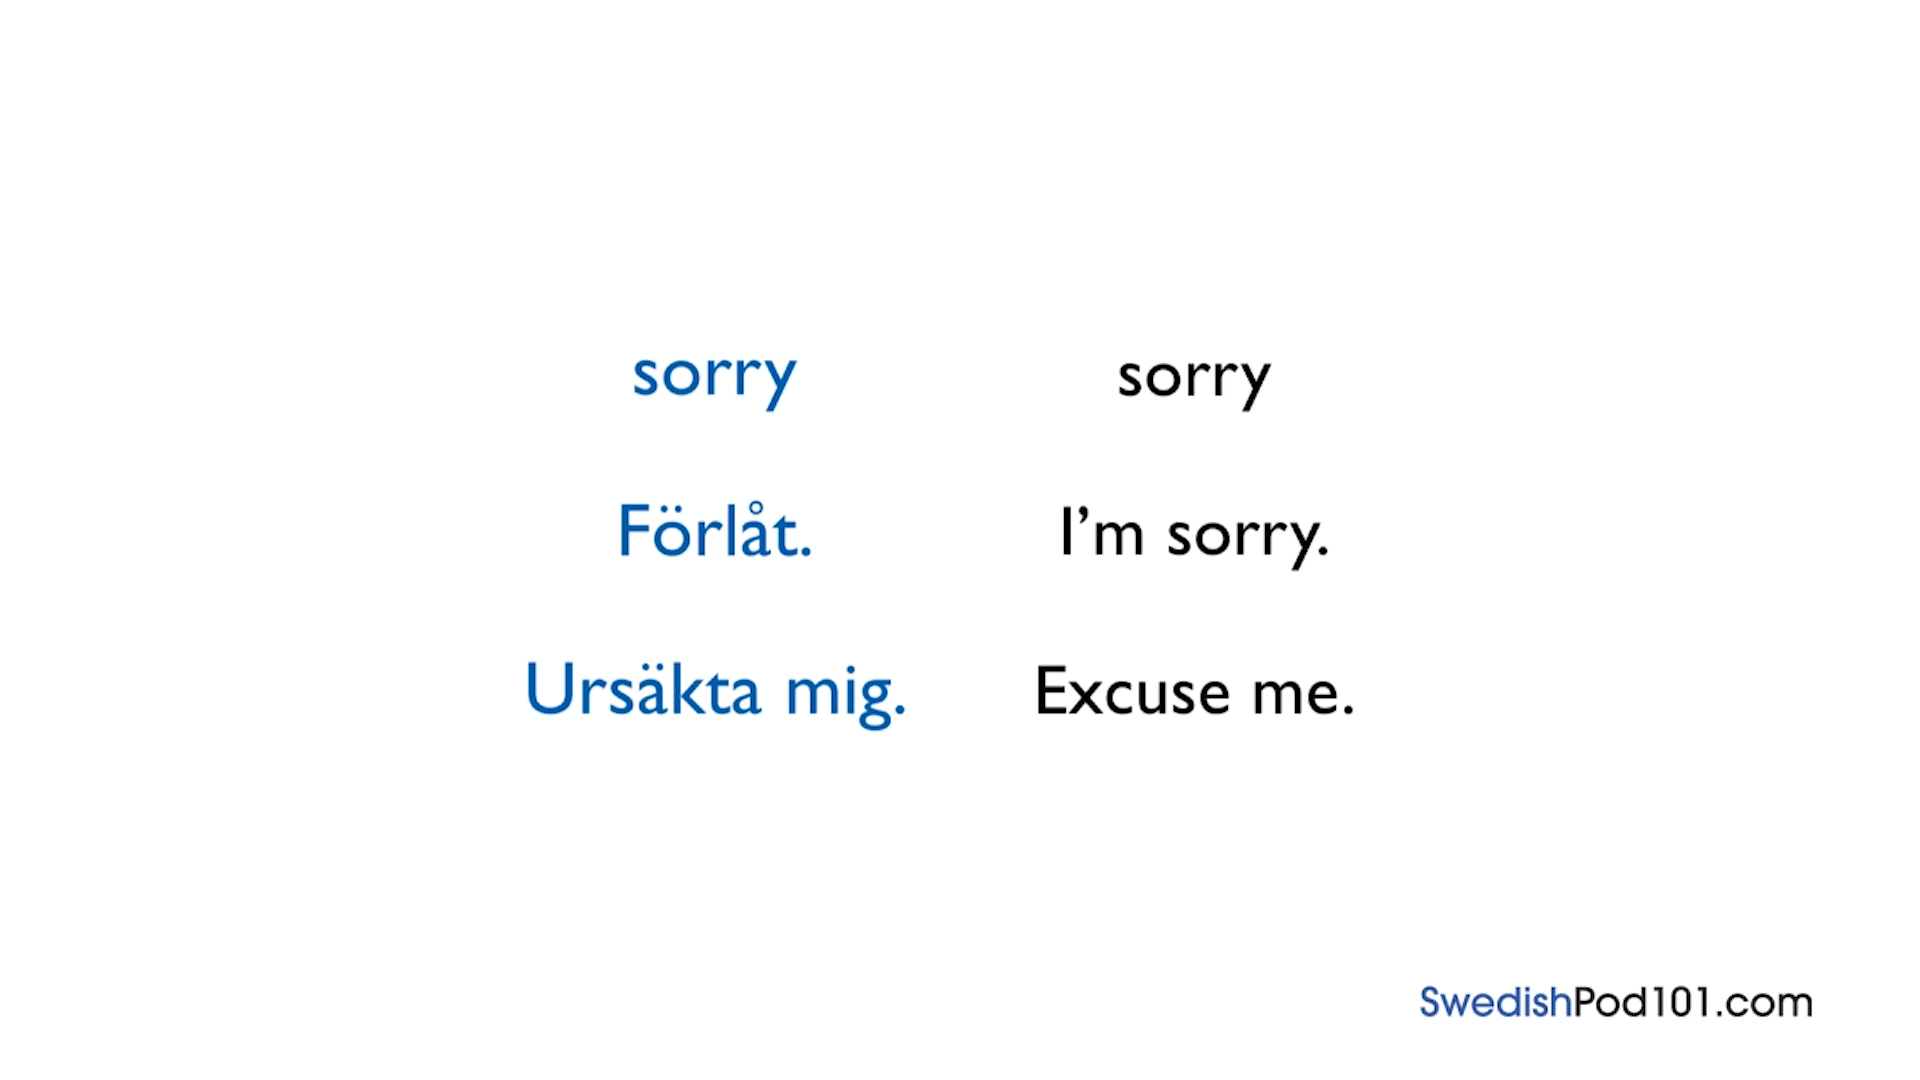 sorry sorry
Förlåt. I’m sorry.
Ursäkta mig. Excuse me.
SwedishPod101.com